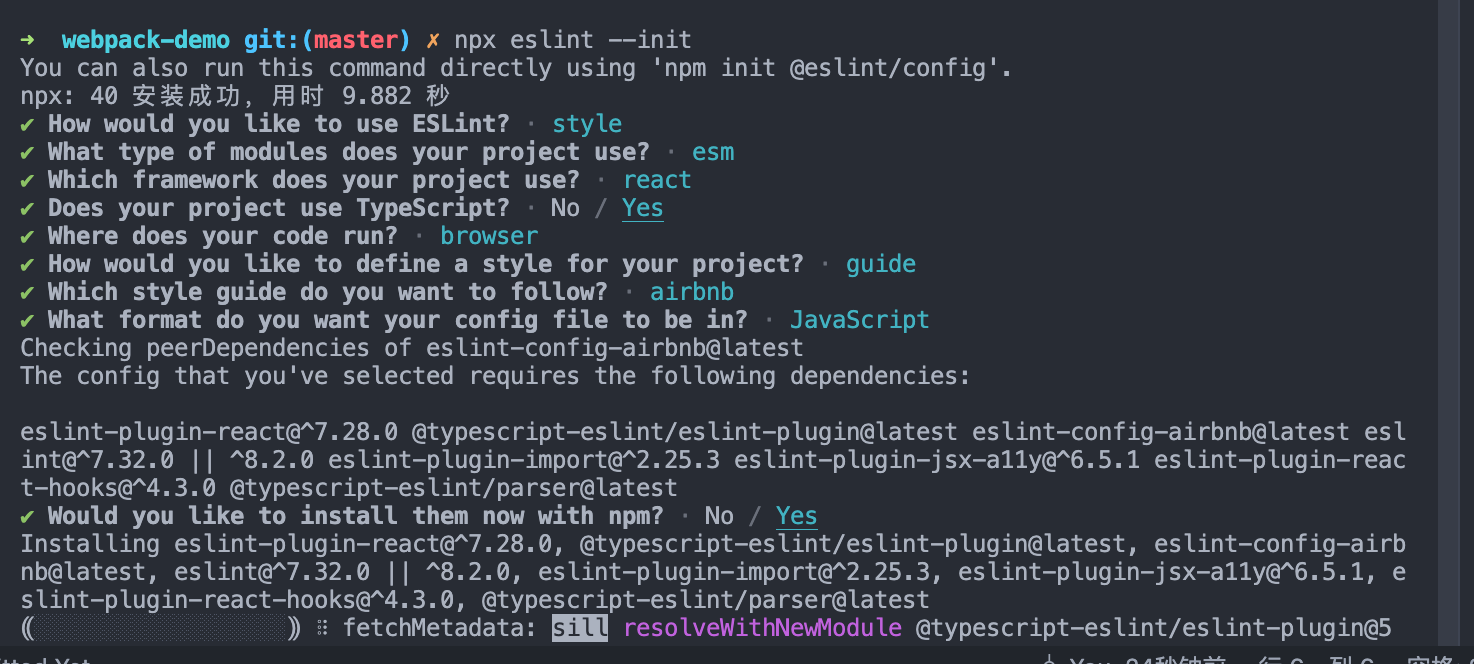 ➜  webpack-demo git:(master) ✗ npx eslint --init
You can also run this command directly using 'npm init @eslint/config'.
npx: 40 安装成功, 用时 9.882 秒
✔ How would you like to use ESLint? · style
✔ What type of modules does your project use? · esm
✔ Which framework does your project use? · react
✔ Does your project use TypeScript? · No / Yes
✔ Where does your code run? · browser
✔ How would you like to define a style for your project? · guide
✔ Which style guide do you want to follow? · airbnb
✔ What format do you want your config file to be in? · JavaScript
Checking peerDependencies of eslint-config-airbnb@latest
The config that you've selected requires the following dependencies:
eslint-plugin-react@^7.28.0 @typescript-eslint/eslint-plugin@latest eslint-config-airbnb@latest esl
int@^7.32.0 || ^8.2.0 eslint-plugin-import@^2.25.3 eslint-plugin-jsx-a11y@^6.5.1 eslint-plugin-reac
t-hooks@^4.3.0 @typescript-eslint/parser@latest
✔ Would you like to install them now with npm? · No / Yes
Installing eslint-plugin-react@^7.28.0, @typescript-eslint/eslint-plugin@latest, eslint-config-airb
nb@latest, eslint@^7.32.0 || ^8.2.0, eslint-plugin-import@^2.25.3, eslint-plugin-jsx-a11y@^6.5.1, e
slint-plugin-react-hooks@^4.3.0, @typescript-eslint/parser@latest
⸨░░░░░░░░░░░░░░░░░░⸩ ⠿ fetchMetadata: sill resolveWithNewModule @typescript-eslint/eslint-plugin@5